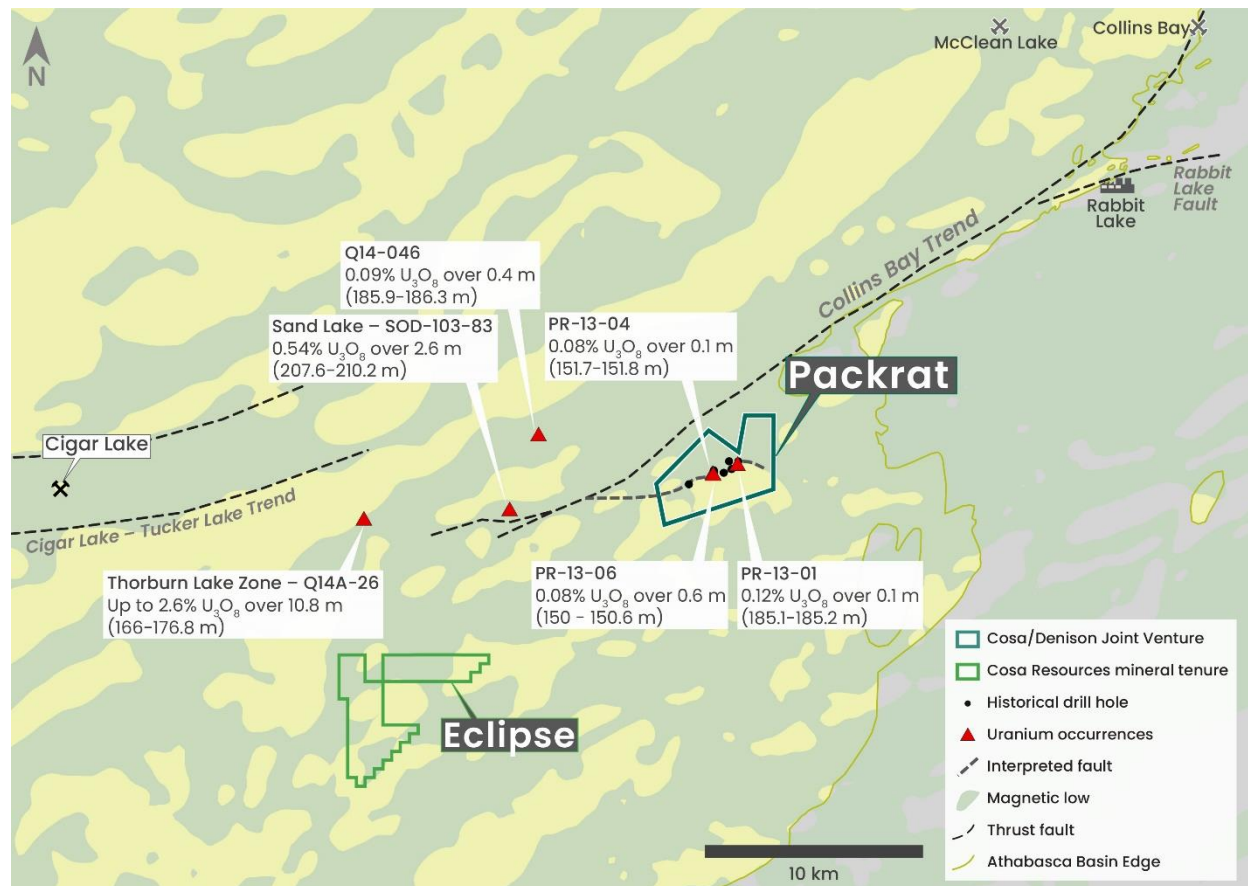 N
McClean Lake
Collins Bay
Rabbit
Lake
Fault
Rabbit
Lake
Collins Bay Trend
Q14-046
0.09% U₃O₈ over 0.4 m
(185.9-186.3 m)
Sand Lake – SOD-103-83
0.54% U₃O₈ over 2.6 m
(207.6-210.2 m)
PR-13-04
0.08% U₃O₈ over 0.1 m
(151.7-151.8 m)
Packrat
Cigar Lake
Cigar Lake – Tucker Lake Trend
Thorburn Lake Zone – Q14A-26
Up to 2.6% U₃O₈ over 10.8 m
(166-176.8 m)
PR-13-06
0.08% U₃O₈ over 0.6 m
(150 - 150.6 m)
PR-13-01
0.12% U₃O₈ over 0.1 m
(185.1-185.2 m)
Eclipse
Cosa/Denison Joint Venture
Cosa Resources mineral tenure
Historical drill hole
Uranium occurrences
Interpreted fault
Magnetic low
Thrust fault
Athabasca Basin Edge
10 km